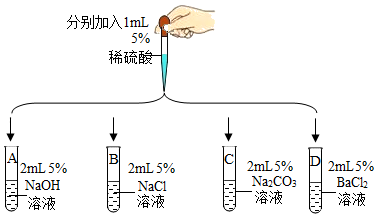 分别加入1mL
5%
稀硫酸
A
2mL 5%
NaOH
溶液
B
2mL 5%
NaCl
溶液
C
2mL 5%
Na₂CO₃
溶液
D
2mL 5%
BaCl₂
溶液